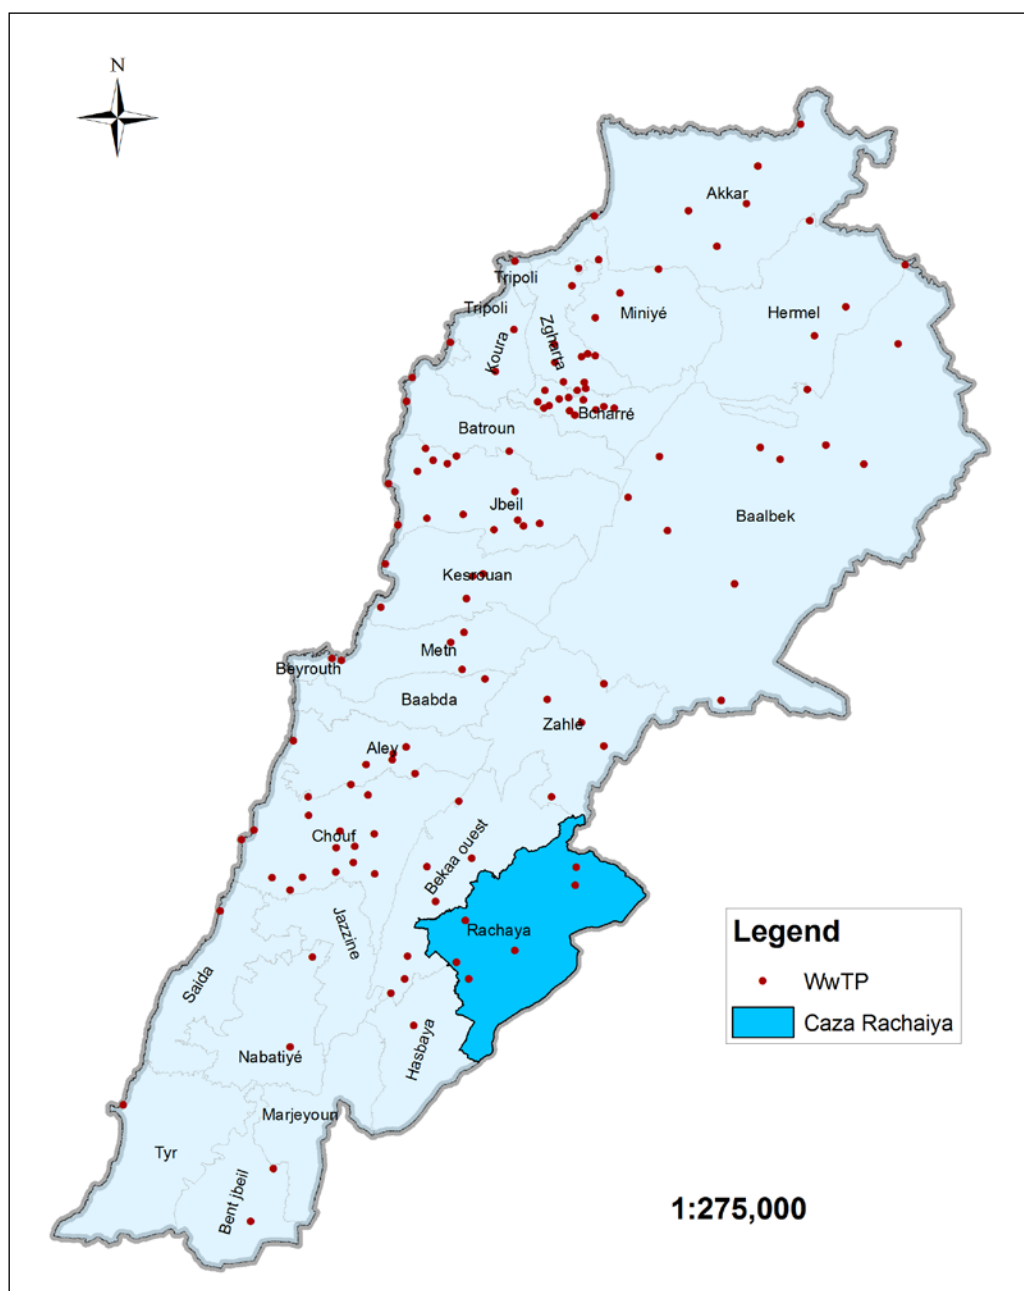 N
Akkar
Tripoli
Tripoli
Koura
Zgharta
Miniyé
Hermel
Bcharré
Batroun
Jbeil
Baalbek
Kesrouan
Metn
Beyrouth
Baabda
Zahlé
Aley
Chouf
Bekaa ouest
Jazzine
Rachaya
Saida
Legend
WwTP
Caza Rachaiya
Nabatiyé
Hasbaya
Marjeyoun
Tyr
Bent jbeil
1:275,000